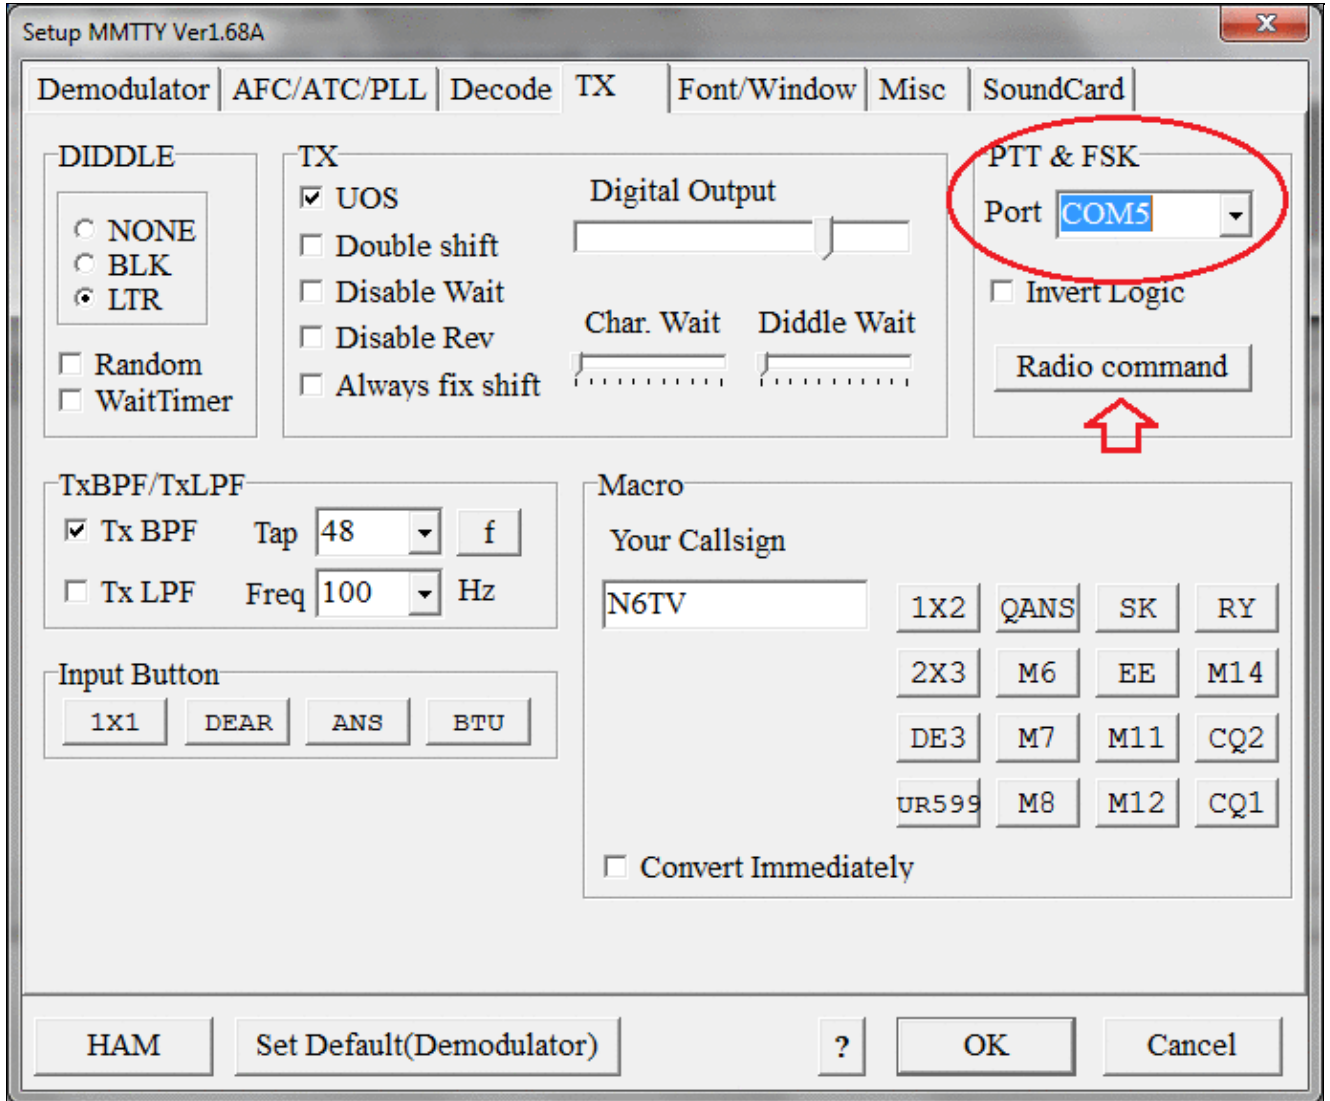 Setup MMTTY Ver1.68A
X
Demodulator AFC/ATC/PLL Decode TX Font/Window Misc SoundCard
DIDDLE
NONE
BLK
LTR
Random
WaitTimer
TX
UOS
Double shift
Disable Wait
Disable Rev
Always fix shift
Digital Output
Char. Wait Diddle Wait
PTT & FSK
Port COM5
Invert Logic
Radio command
TxBPF/TxLPF
Tx BPF Tap 48 f
Tx LPF Freq 100 Hz
Input Button
1X1 DEAR ANS BTU
Macro
Your Callsign
N6TV
1X2 QANS SK RY
2X3 M6 EE M14
DE3 M7 M11 CQ2
UR599 M8 M12 CQ1
Convert Immediately
HAM Set Default(Demodulator) ? OK Cancel